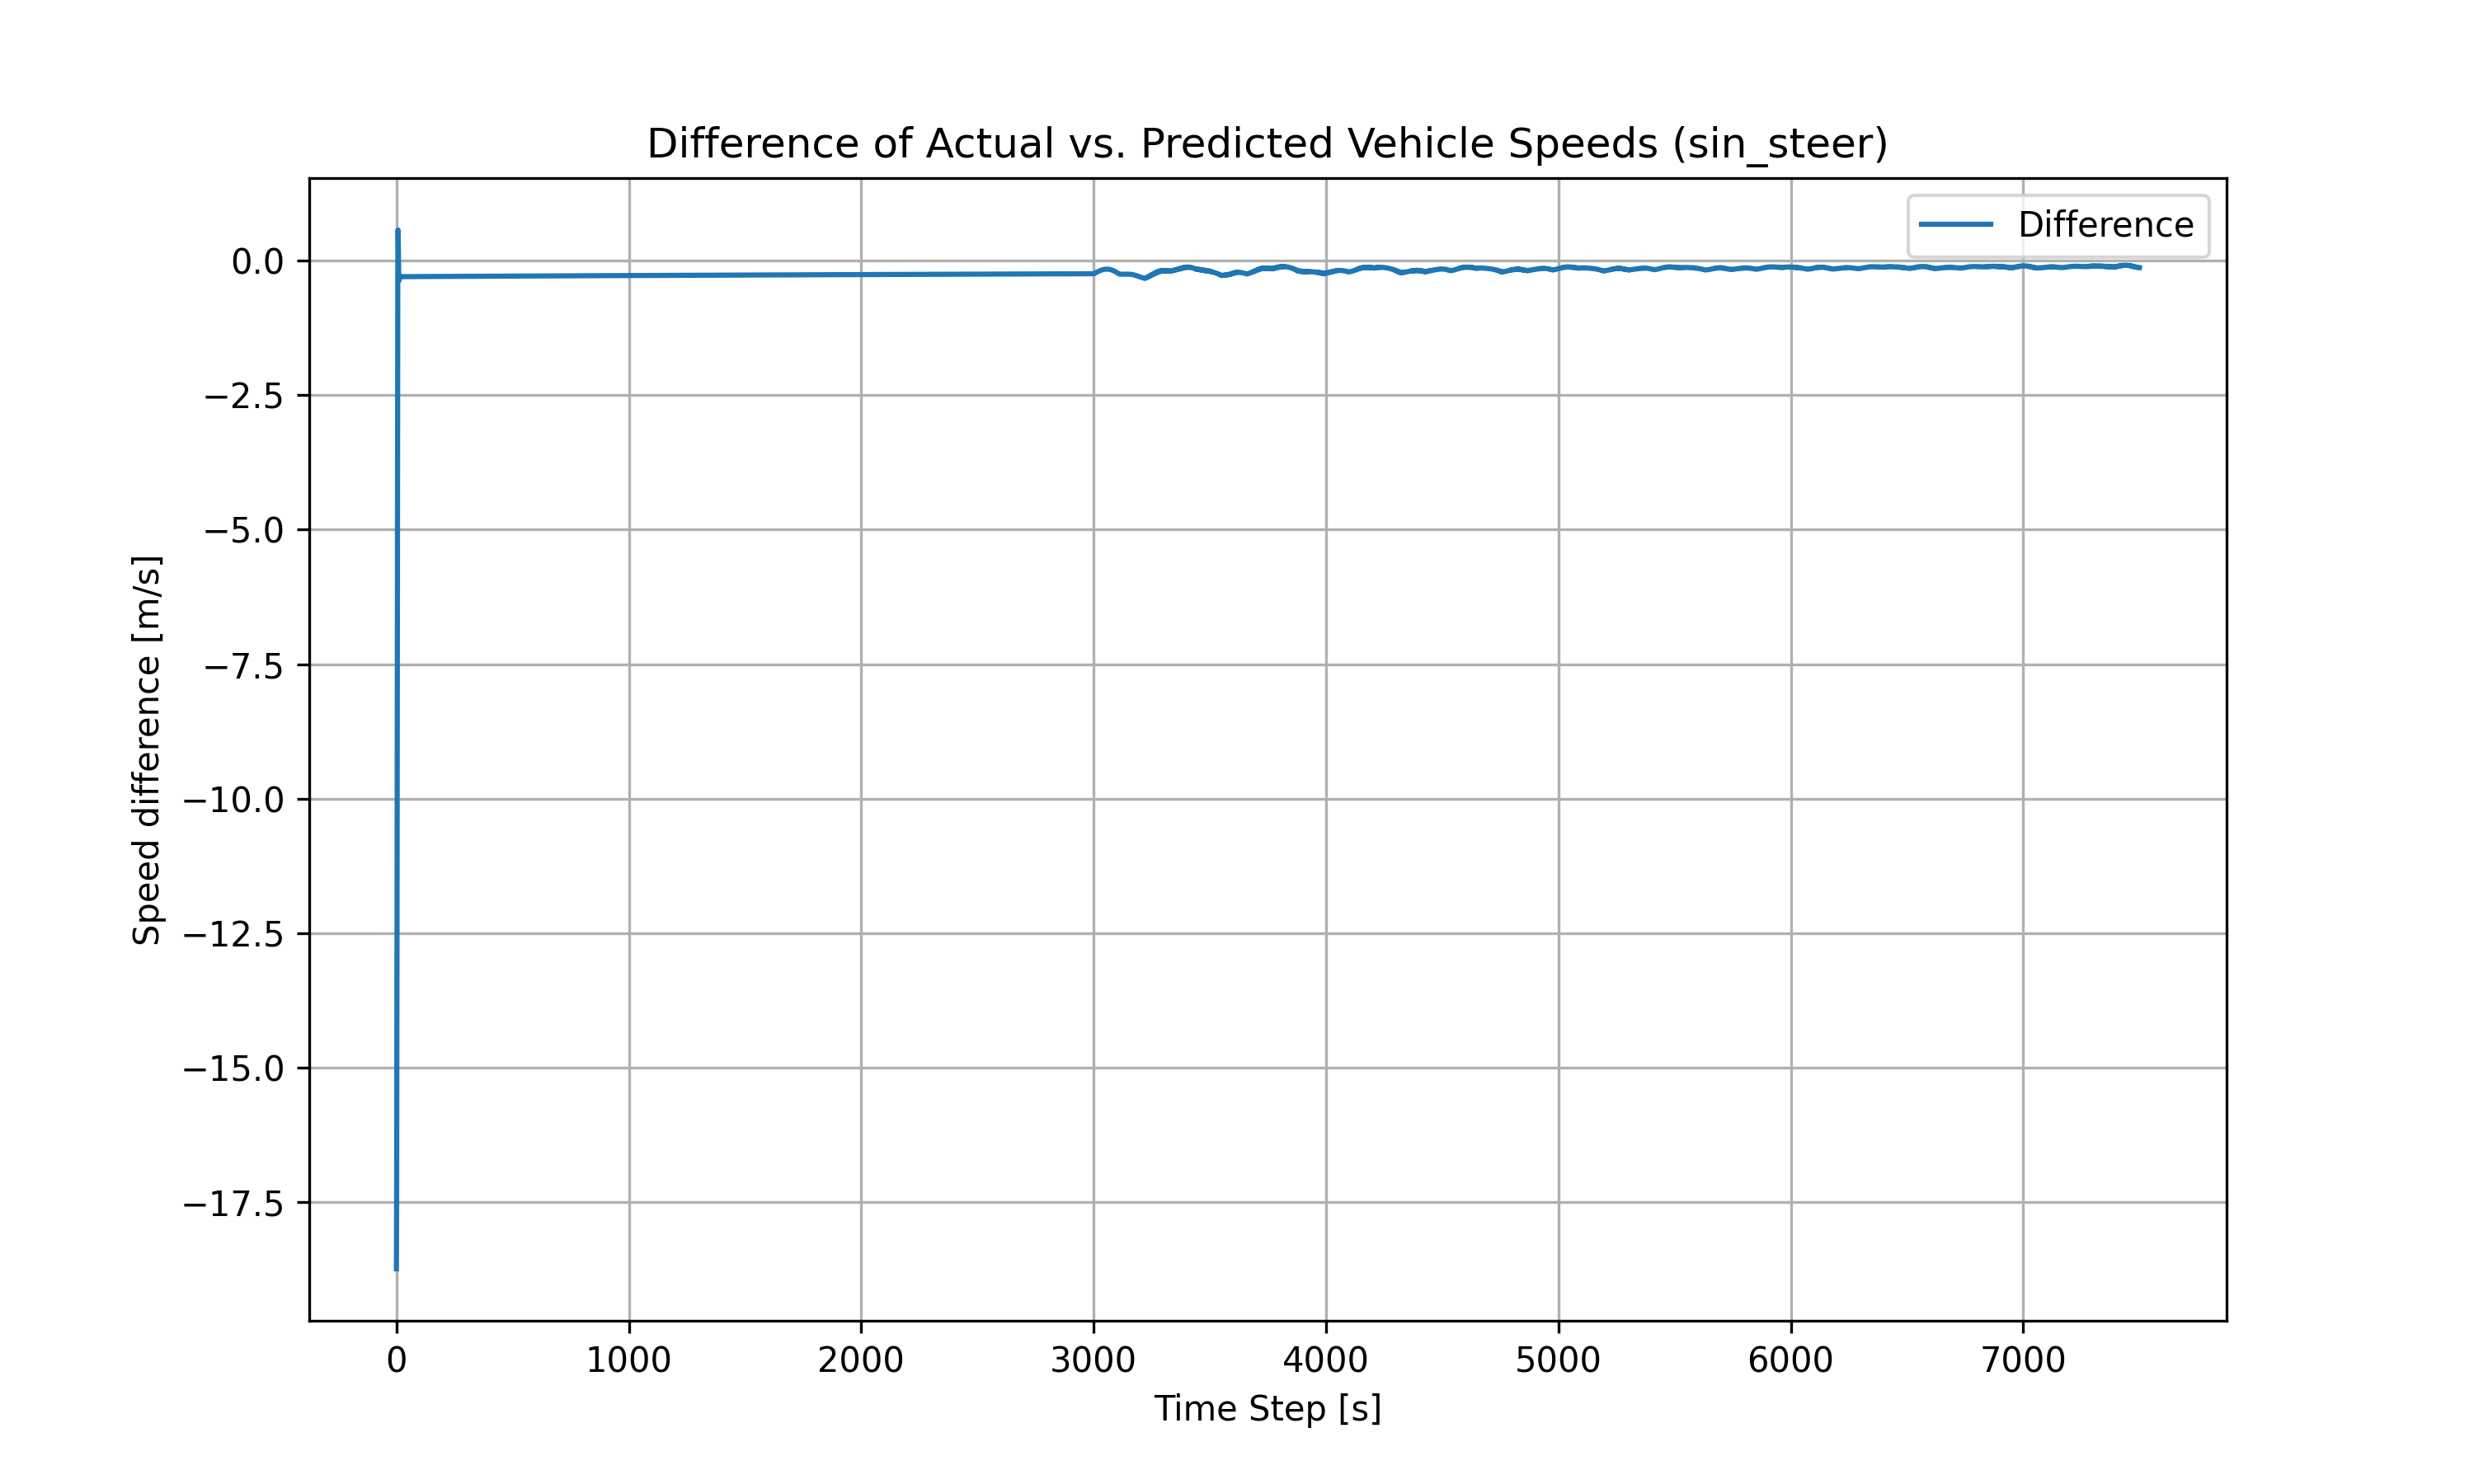 Difference of Actual vs. Predicted Vehicle Speeds (sin_steer)
Difference
0.0
−2.5
−5.0
−7.5
−10.0
−12.5
−15.0
−17.5
Speed difference [m/s]
0 1000 2000 3000 4000 5000 6000 7000
Time Step [s]